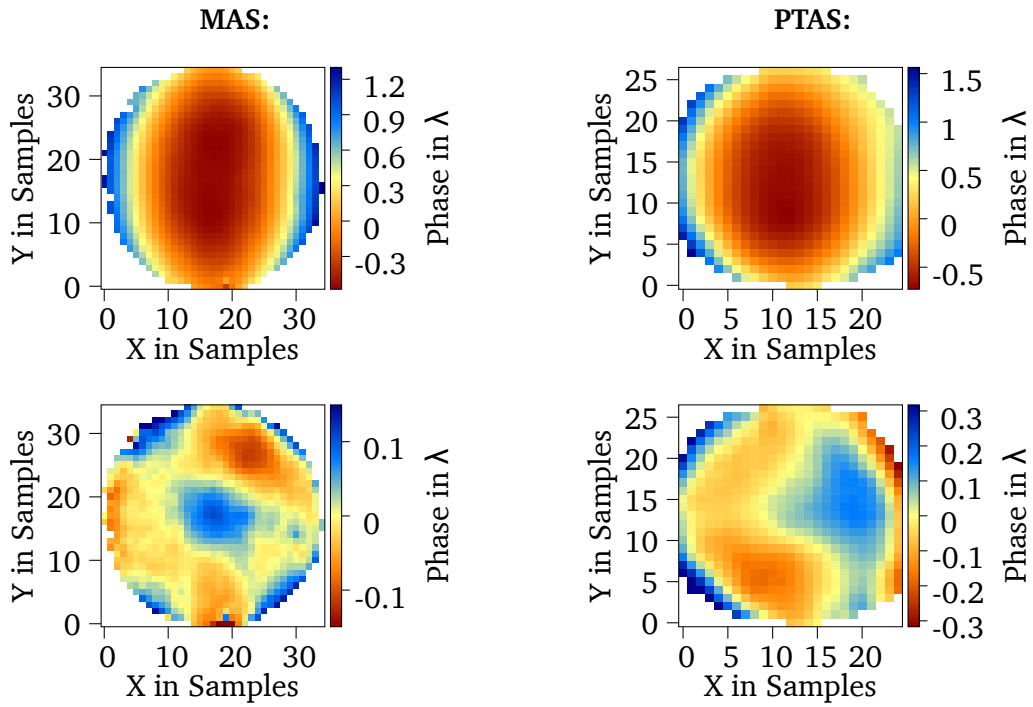 MAS: PTAS:
30
20
10
0
0 10 20 30
X in Samples
Y in Samples
1.2
0.9
0.6
0.3
0
-0.3
Phase in λ
25
20
15
10
5
0
0 5 10 15 20
X in Samples
Y in Samples
1.5
1
0.5
0
-0.5
Phase in λ
30
20
10
0
0 10 20 30
X in Samples
Y in Samples
0.1
0
-0.1
Phase in λ
25
20
15
10
5
0
0 5 10 15 20
X in Samples
Y in Samples
0.3
0.2
0.1
0
-0.1
-0.2
-0.3
Phase in λ